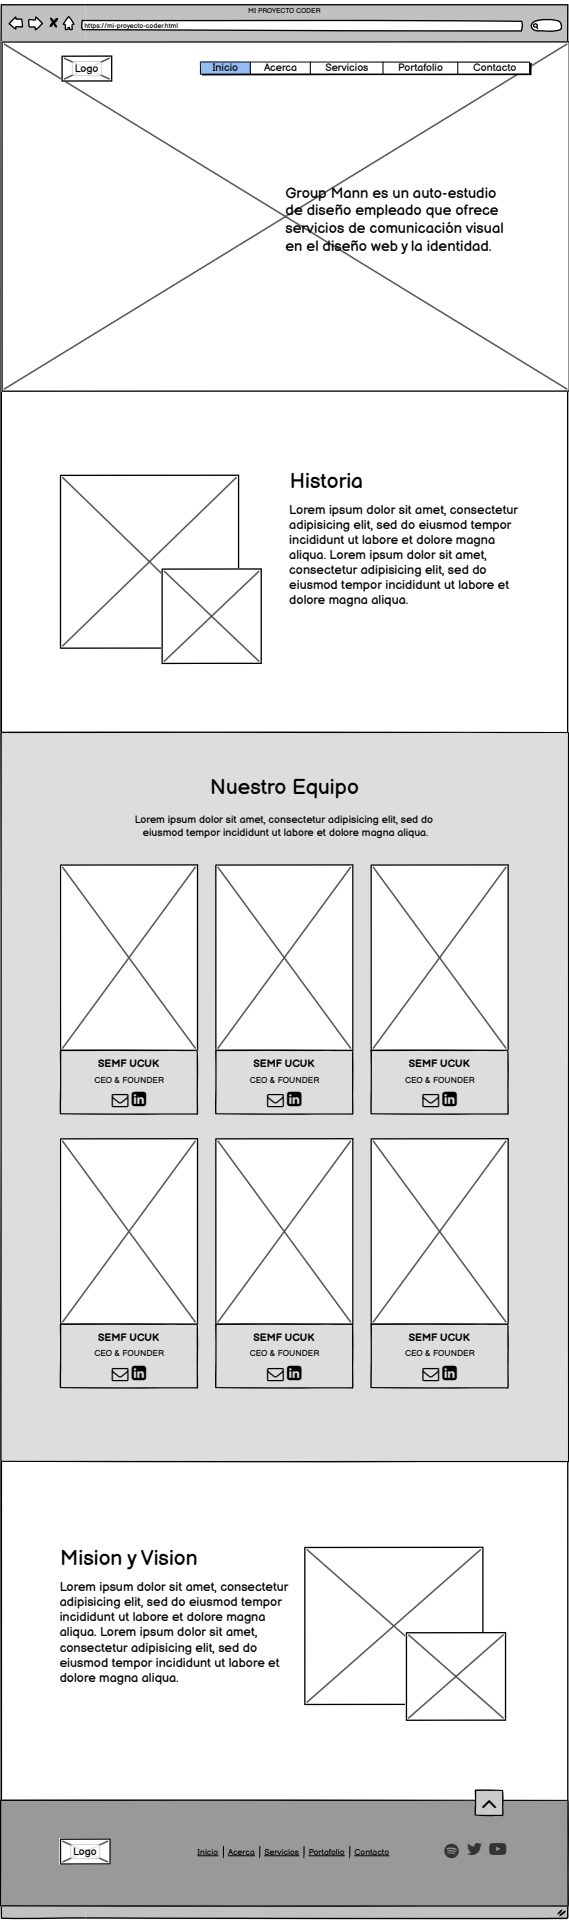 MI PROYECTO CODER
https://mi-proyecto-coder.html
Logo
Inicio Acerca Servicios Portafolio Contacto
Group Mann es un auto-estudio
de diseño empleado que ofrece
servicios de comunicación visual
en el diseño web y la identidad.
Historia
Lorem ipsum dolor sit amet, consectetur
adipisicing elit, sed do eiusmod tempor
incididunt ut labore et dolore magna
aliqua. Lorem ipsum dolor sit amet,
consectetur adipisicing elit, sed do
eiusmod tempor incididunt ut labore et
dolore magna aliqua.
Nuestro Equipo
Lorem ipsum dolor sit amet, consectetur adipisicing elit, sed do
eiusmod tempor incididunt ut labore et dolore magna aliqua.
SEMF UCUK
CEO & FOUNDER
in
SEMF UCUK
CEO & FOUNDER
in
SEMF UCUK
CEO & FOUNDER
in
SEMF UCUK
CEO & FOUNDER
in
SEMF UCUK
CEO & FOUNDER
in
SEMF UCUK
CEO & FOUNDER
in
Mision y Vision
Lorem ipsum dolor sit amet, consectetur
adipisicing elit, sed do eiusmod tempor
incididunt ut labore et dolore magna
aliqua. Lorem ipsum dolor sit amet,
consectetur adipisicing elit, sed do
eiusmod tempor incididunt ut labore et
dolore magna aliqua.
Logo
Inicio | Acerca | Servicios | Portafolio | Contacto